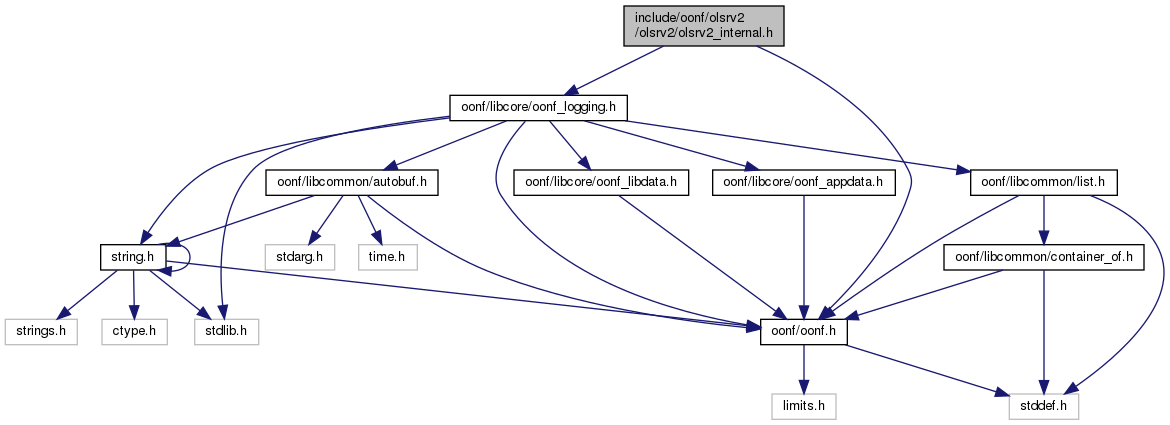 include/oonf/olsrv2
/olsrv2/olsrv2_internal.h
oonf/libcore/oonf_logging.h
oonf/libcommon/autobuf.h
oonf/libcore/oonf_libdata.h
oonf/libcore/oonf_appdata.h
oonf/libcommon/list.h
string.h
stdarg.h
time.h
oonf/libcommon/container_of.h
strings.h
ctype.h
stdlib.h
oonf/oonf.h
limits.h
stddef.h